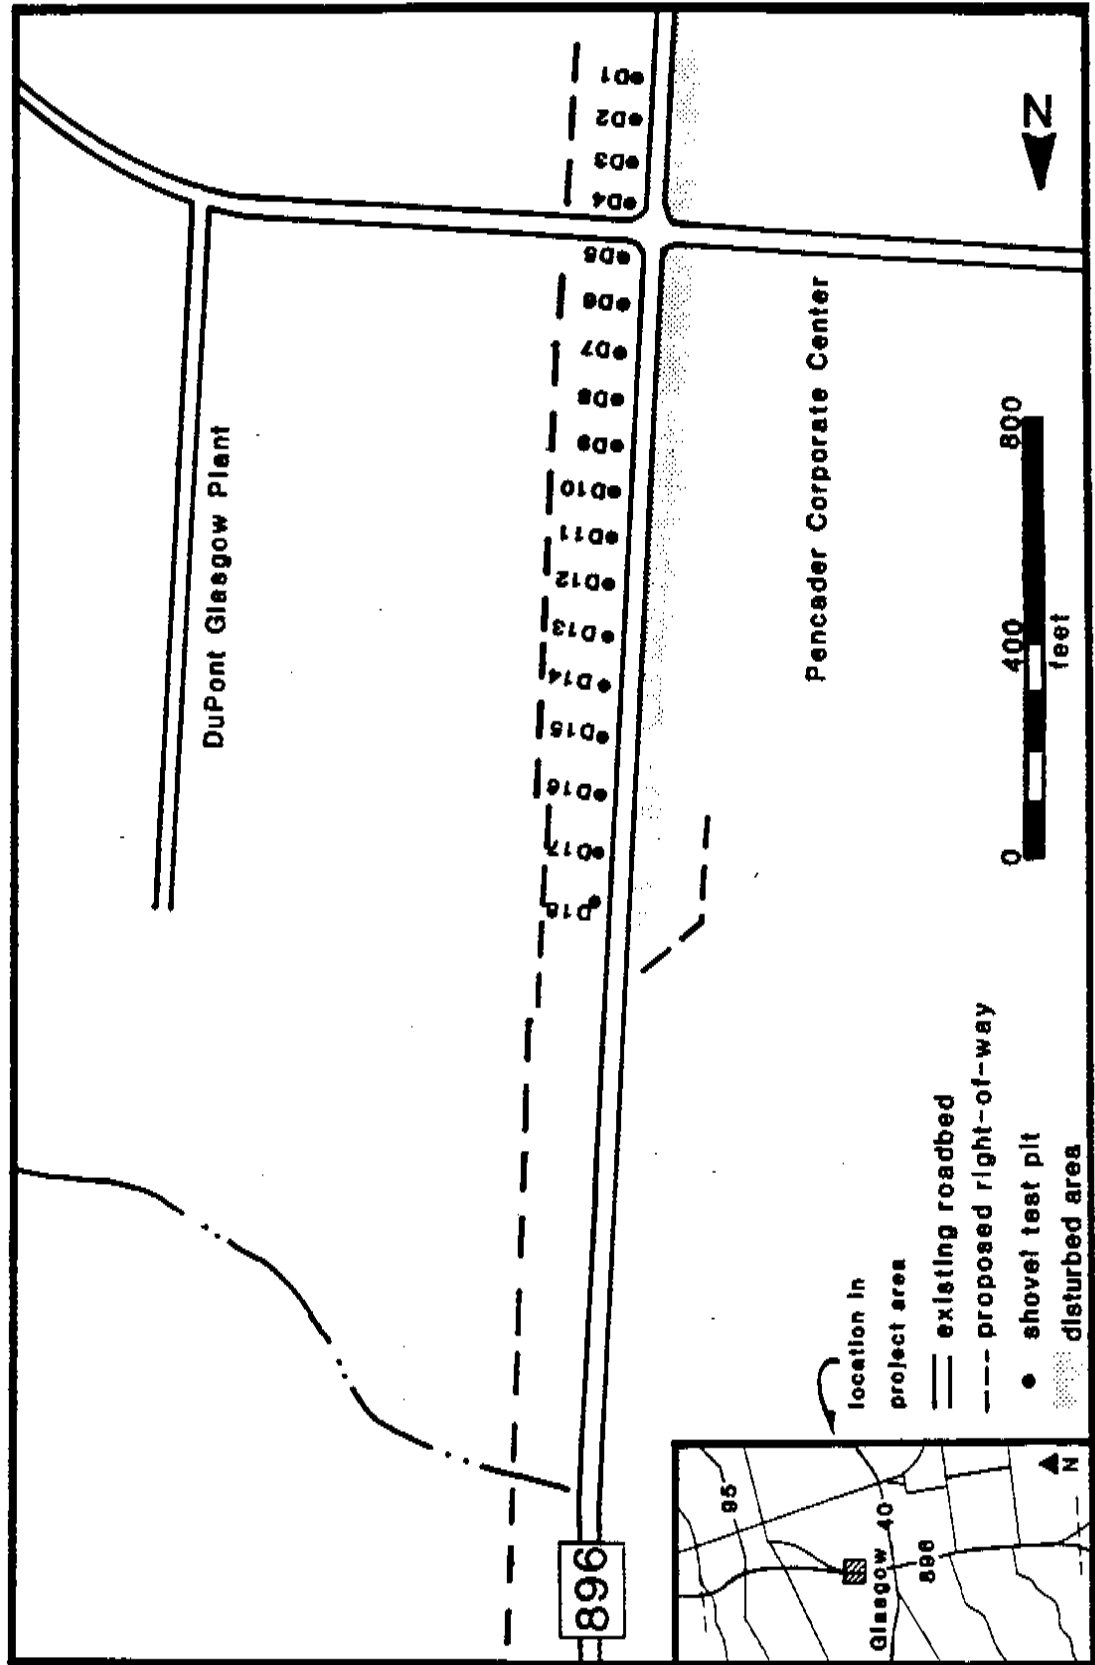 D1
D2
D3
D4
D5
D6
D7
D8
D9
D10
D11
D12
D13
D14
D15
D16
D17
D18
DuPont Glasgow Plant
Pencader Corporate Center
N
0 400 800
feet
896
location in
project area
existing roadbed
proposed right-of-way
shovel test pit
disturbed area
95
40
Glasgow
896
N